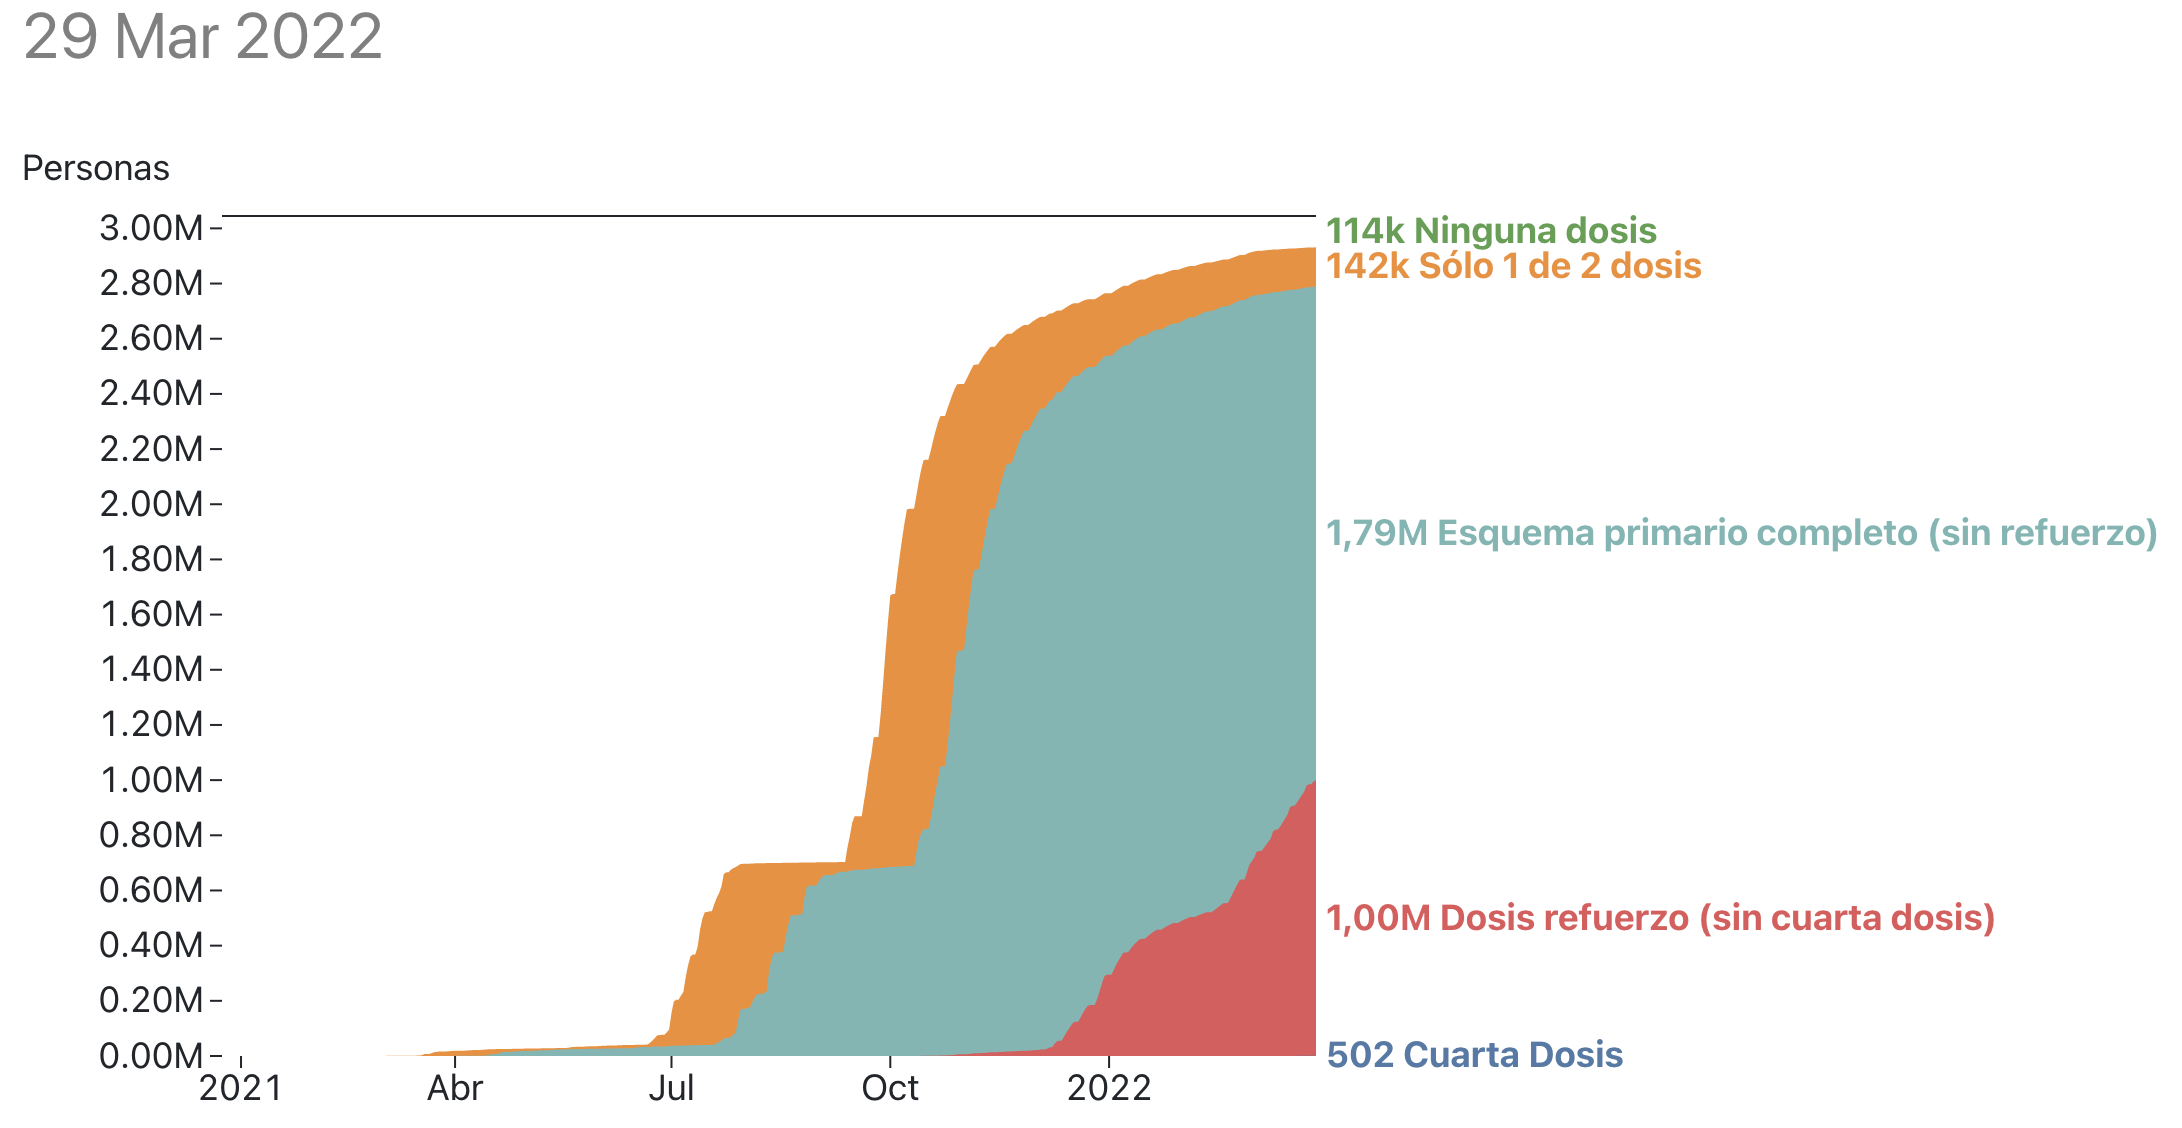 29 Mar 2022
Personas
3.00M
2.80M
2.60M
2.40M
2.20M
2.00M
1.80M
1.60M
1.40M
1.20M
1.00M
0.80M
0.60M
0.40M
0.20M
0.00M
2021 Abr Jul Oct 2022
114k Ninguna dosis
142k Sólo 1 de 2 dosis
1,79M Esquema primario completo (sin refuerzo)
1,00M Dosis refuerzo (sin cuarta dosis)
502 Cuarta Dosis